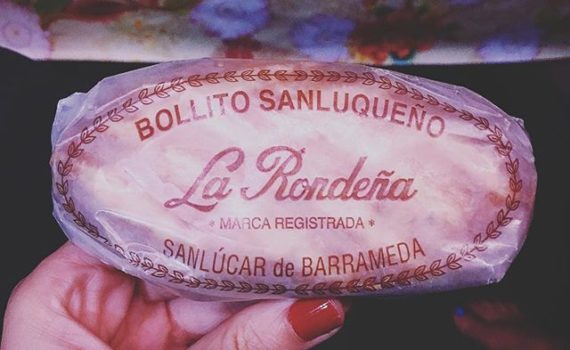 BOLLITO SANLUQUEÑO
La Rondeña
* MARCA REGISTRADA *
SANLÚCAR de BARRAMEDA